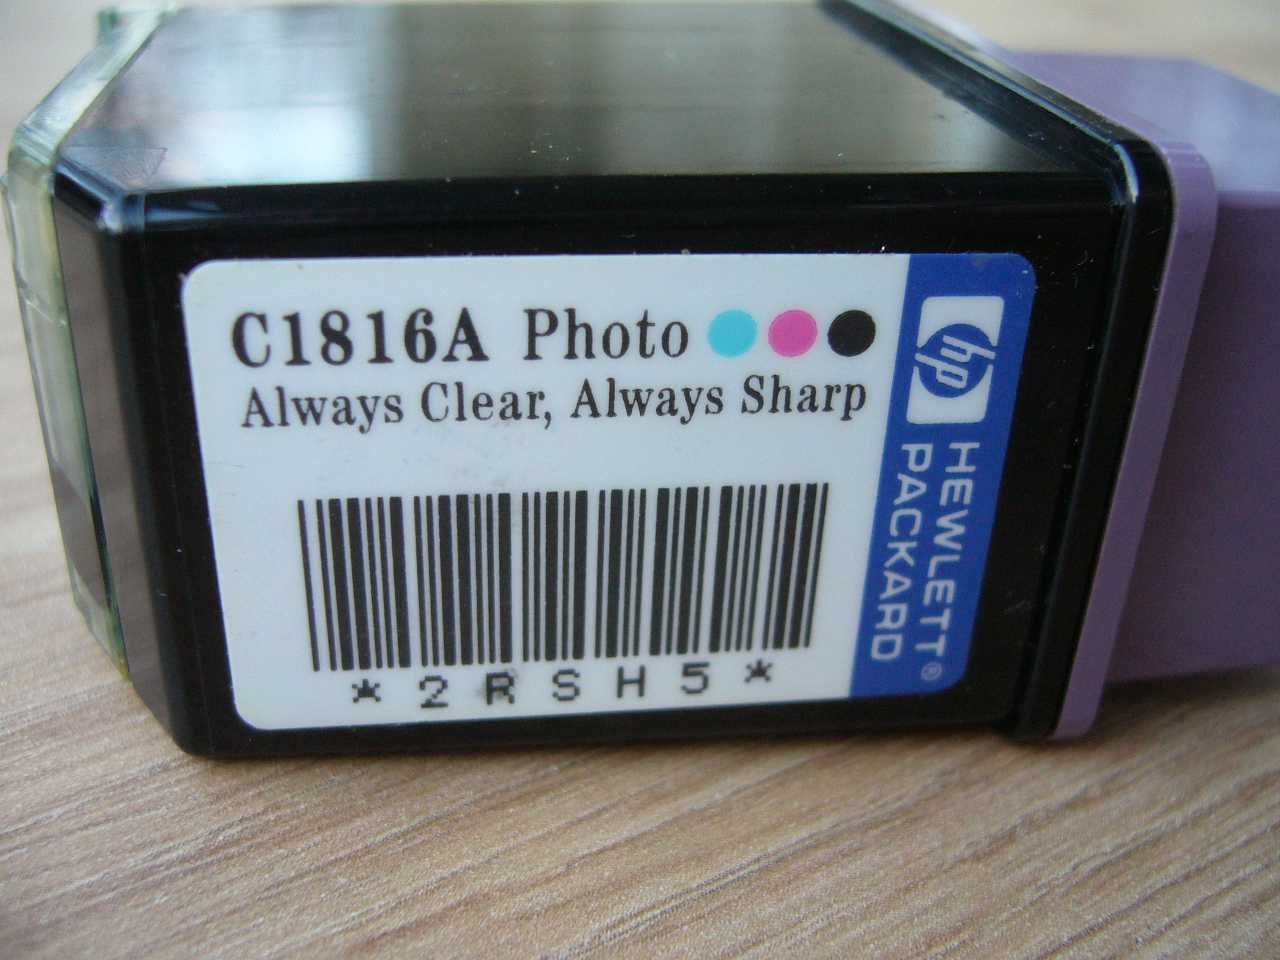 C1816A Photo
Always Clear, Always Sharp
*2RSH5*
hp
HEWLETT®
PACKARD